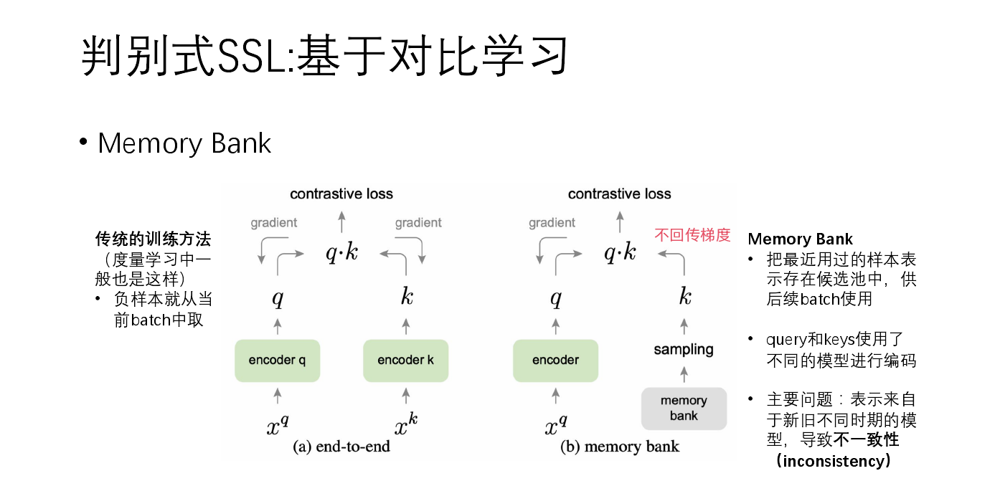 判别式SSL:基于对比学习
• Memory Bank
传统的训练方法
（度量学习中一
般也是这样）
• 负样本就从当
前batch中取
contrastive loss
gradient
gradient
q·k
q
k
encoder q
encoder k
x^q
x^k
(a) end-to-end
contrastive loss
gradient
不回传梯度
q·k
q
k
encoder
sampling
memory
bank
x^q
(b) memory bank
Memory Bank
• 把最近用过的样本表
示存在候选池中，供
后续batch使用
• query和keys使用了
不同的模型进行编码
• 主要问题：表示来自
于新旧不同时期的模
型，导致不一致性
（inconsistency）